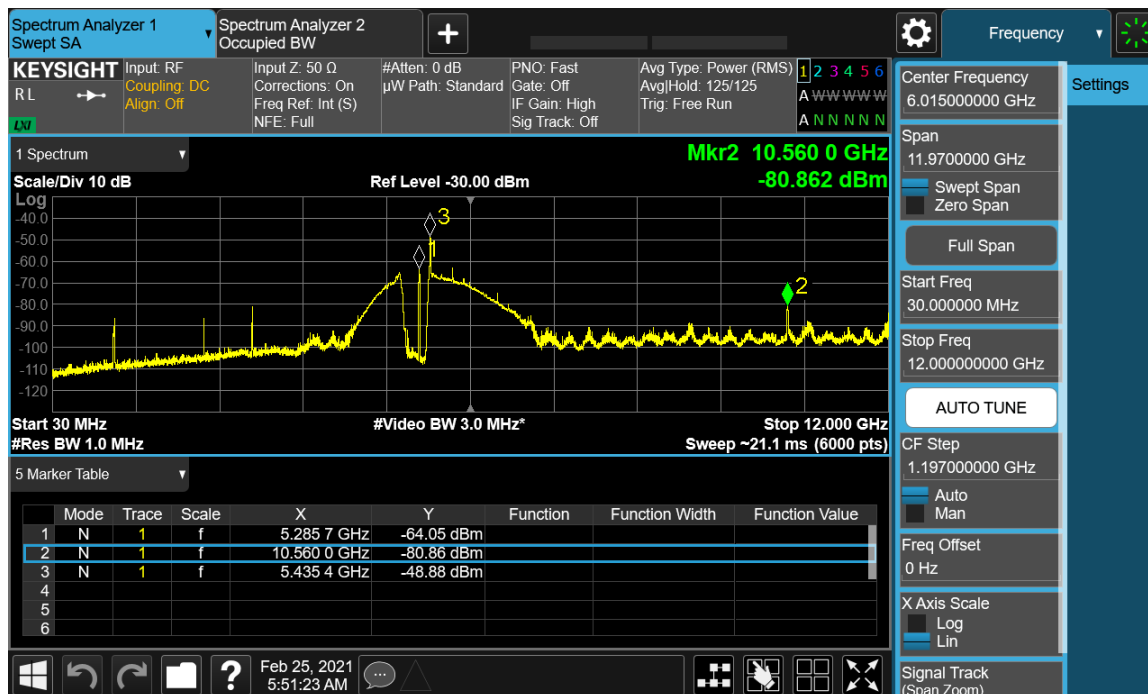 Spectrum Analyzer 1
Swept SA
Spectrum Analyzer 2
Occupied BW
Frequency
KEYSIGHT
R L
LXI
Input: RF
Coupling: DC
Align: Off
Input Z: 50 Ω
Corrections: On
Freq Ref: Int (S)
NFE: Full
#Atten: 0 dB
µW Path: Standard
PNO: Fast
Gate: Off
IF Gain: High
Sig Track: Off
Avg Type: Power (RMS)
Avg|Hold: 125/125
Trig: Free Run
1 2 3 4 5 6
A W W W W W
A N N N N N
1 Spectrum
Mkr2 10.560 0 GHz
-80.862 dBm
Scale/Div 10 dB
Ref Level -30.00 dBm
Log
-40.0
-50.0
-60.0
-70.0
-80.0
-90.0
-100
-110
-120
3
1
2
Start 30 MHz
#Video BW 3.0 MHz*
Stop 12.000 GHz
#Res BW 1.0 MHz
Sweep ~21.1 ms (6000 pts)
5 Marker Table
Mode Trace Scale X Y Function Function Width Function Value
1 N 1 f 5.285 7 GHz -64.05 dBm
2 N 1 f 10.560 0 GHz -80.86 dBm
3 N 1 f 5.435 4 GHz -48.88 dBm
4
5
6
Feb 25, 2021
5:51:23 AM
?
Center Frequency
6.015000000 GHz
Span
11.9700000 GHz
Swept Span
Zero Span
Full Span
Start Freq
30.000000 MHz
Stop Freq
12.000000000 GHz
AUTO TUNE
CF Step
1.197000000 GHz
Auto
Man
Freq Offset
0 Hz
X Axis Scale
Log
Lin
Signal Track
(Span Zoom)
Settings